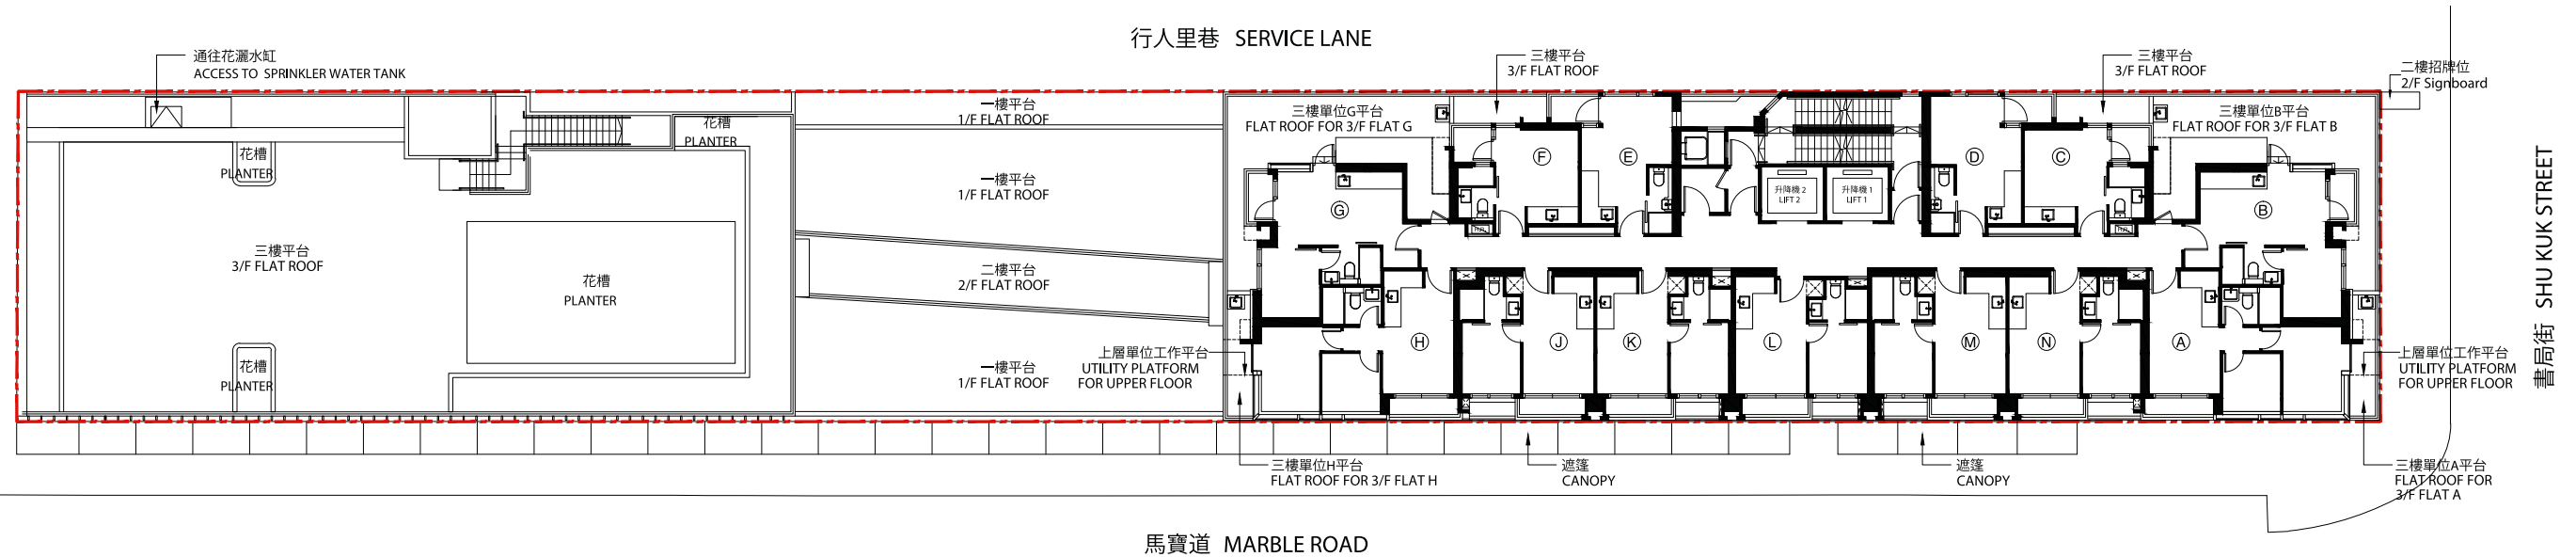 行人里巷 SERVICE LANE
通往花灑水缸
ACCESS TO SPRINKLER WATER TANK
三樓平台
3/F FLAT ROOF
三樓平台
3/F FLAT ROOF
二樓招牌位
2/F Signboard
一樓平台
1/F FLAT ROOF
三樓單位G平台
FLAT ROOF FOR 3/F FLAT G
三樓單位B平台
FLAT ROOF FOR 3/F FLAT B
花槽
PLANTER
花槽
PLANTER
一樓平台
1/F FLAT ROOF
F
E
D
C
升降機 2
LIFT 2
升降機 1
LIFT 1
G
B
三樓平台
3/F FLAT ROOF
花槽
PLANTER
二樓平台
2/F FLAT ROOF
書局街 SHU KUK STREET
H
J
K
L
M
N
A
花槽
PLANTER
一樓平台
1/F FLAT ROOF
上層單位工作平台
UTILITY PLATFORM
FOR UPPER FLOOR
上層單位工作平台
UTILITY PLATFORM
FOR UPPER FLOOR
三樓單位H平台
FLAT ROOF FOR 3/F FLAT H
遮篷
CANOPY
遮篷
CANOPY
三樓單位A平台
FLAT ROOF FOR
3/F FLAT A
馬寶道 MARBLE ROAD